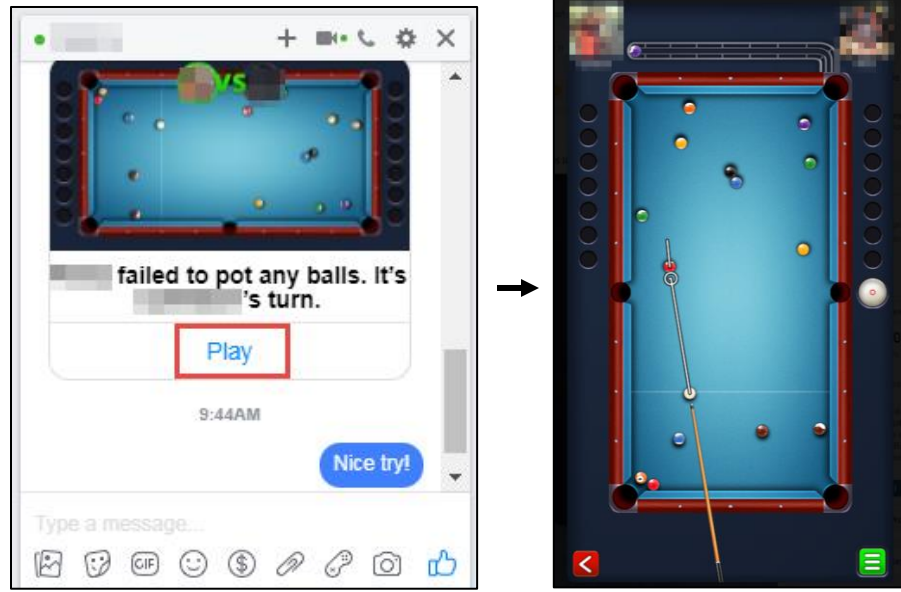 vs
failed to pot any balls. It's
's turn.
Play
9:44AM
Nice try!
Type a message...
GIF
$